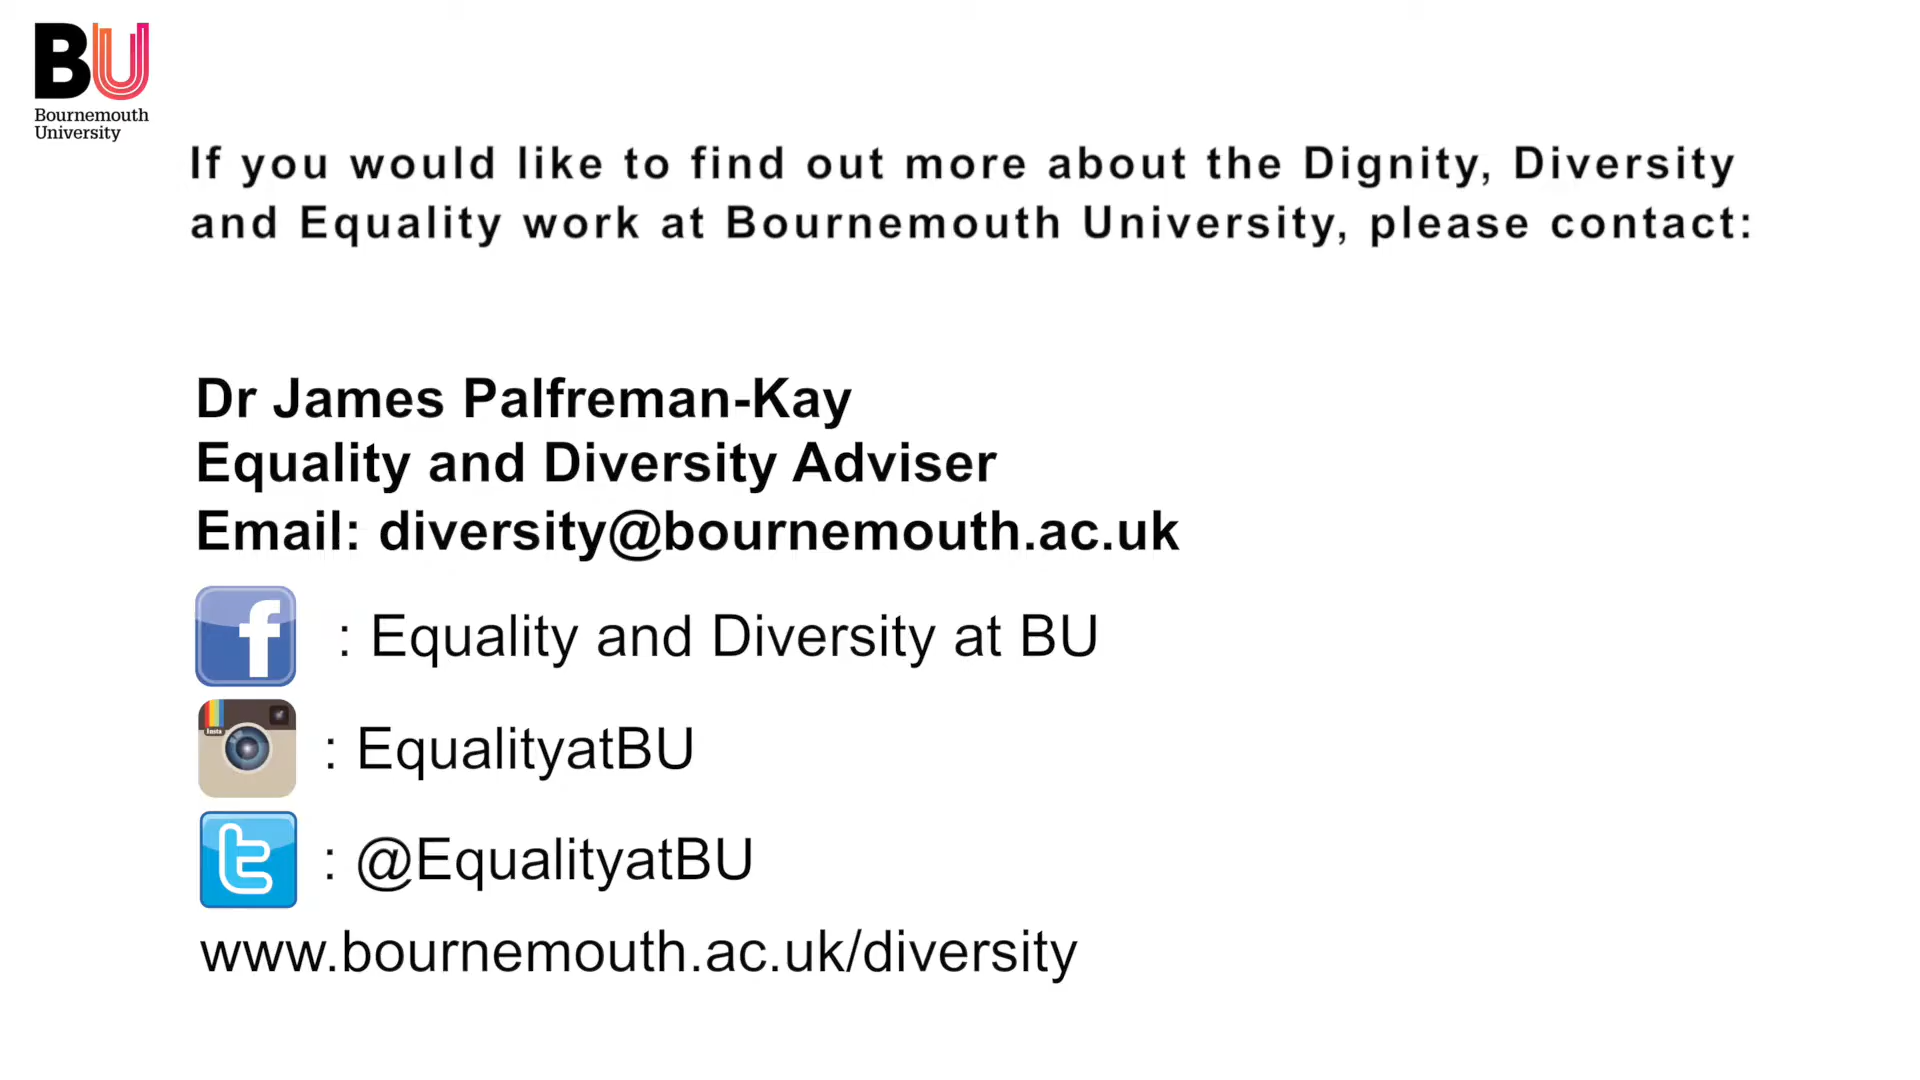 BU
Bournemouth
University
If you would like to find out more about the Dignity, Diversity
and Equality work at Bournemouth University, please contact:
Dr James Palfreman-Kay
Equality and Diversity Adviser
Email: diversity@bournemouth.ac.uk
f : Equality and Diversity at BU
Insta
: EqualityatBU
t : @EqualityatBU
www.bournemouth.ac.uk/diversity